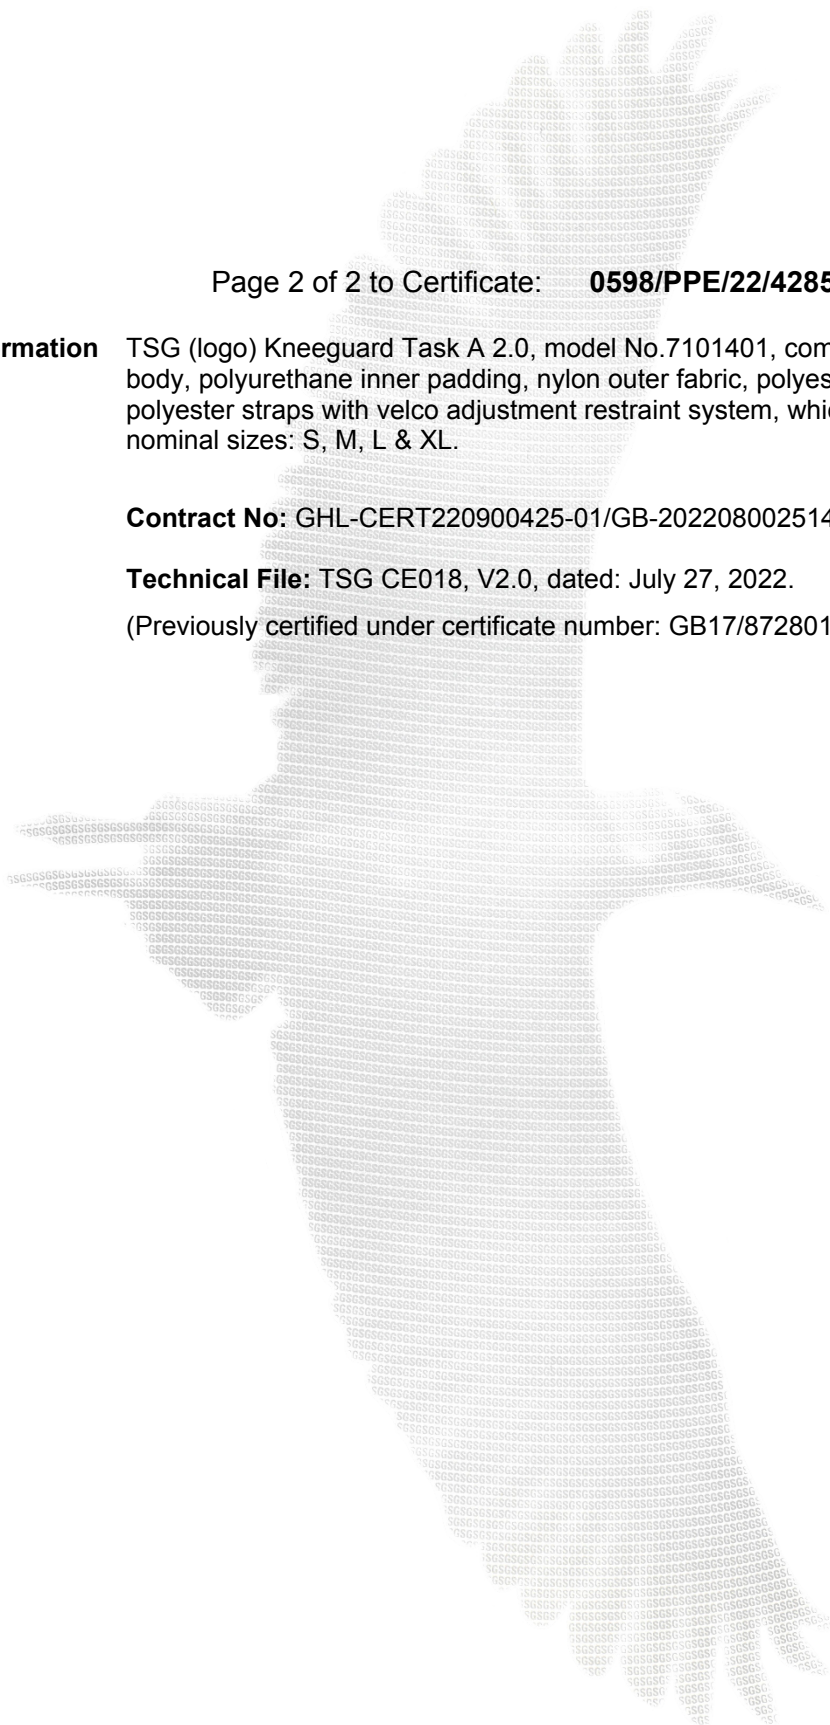 Page 2 of 2 to Certificate: 0598/PPE/22/4285
rmation TSG (logo) Kneeguard Task A 2.0, model No.7101401, com
body, polyurethane inner padding, nylon outer fabric, polyes
polyester straps with velco adjustment restraint system, whic
nominal sizes: S, M, L & XL.
Contract No: GHL-CERT220900425-01/GB-202208002514
Technical File: TSG CE018, V2.0, dated: July 27, 2022.
(Previously certified under certificate number: GB17/872801